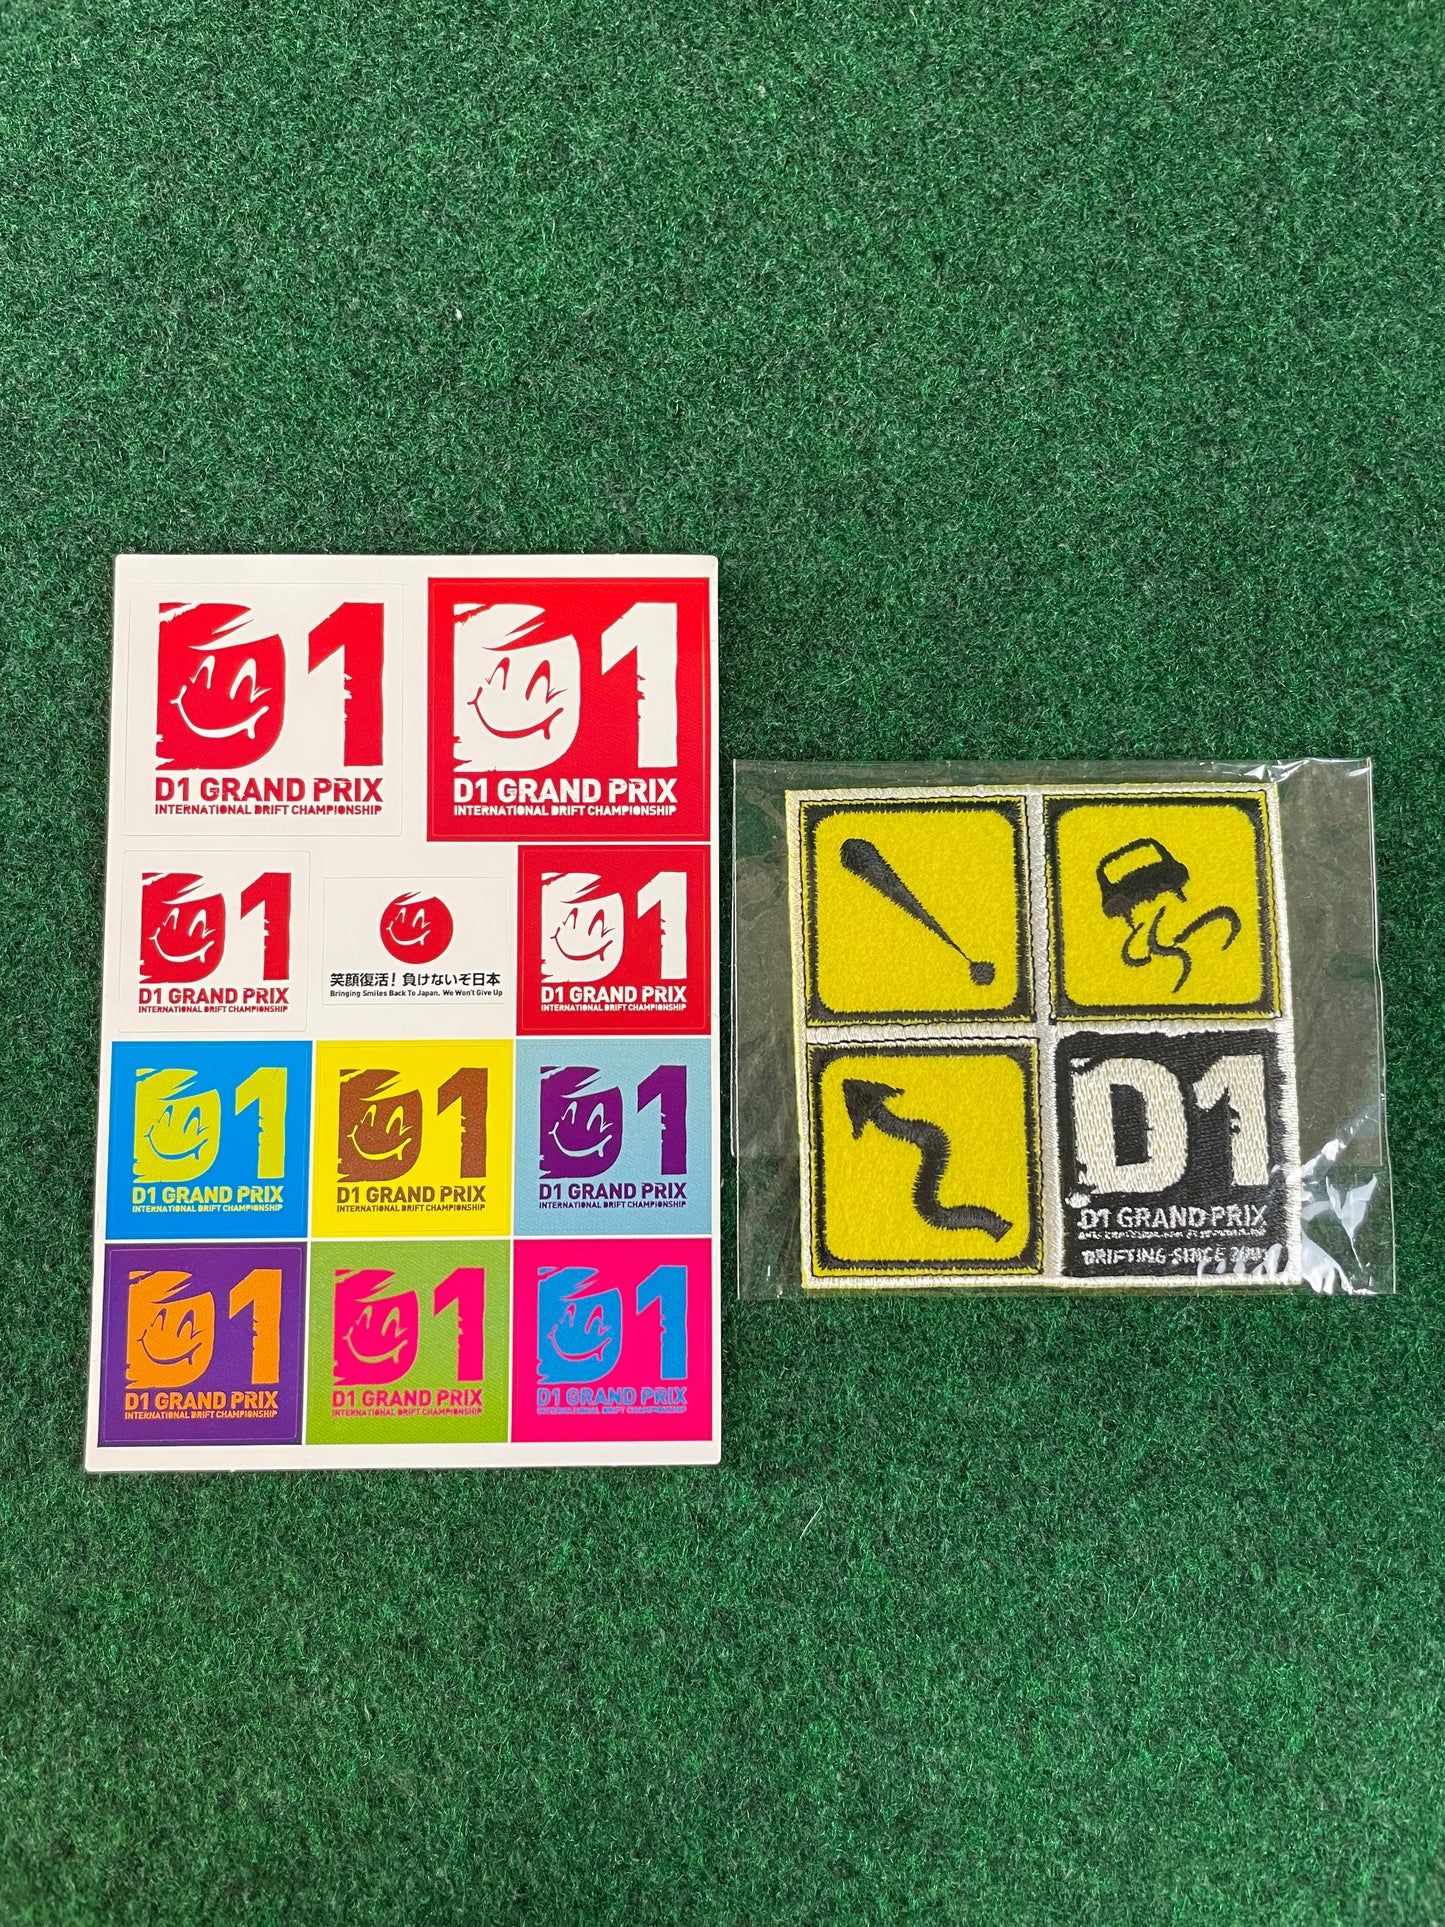 D1
D1 GRAND PRIX
INTERNATIONAL DRIFT CHAMPIONSHIP
D1
D1 GRAND PRIX
INTERNATIONAL DRIFT CHAMPIONSHIP
D1
D1 GRAND PRIX
INTERNATIONAL DRIFT CHAMPIONSHIP
笑顔復活！負けないぞ日本
Bringing Smiles Back To Japan. We Won't Give Up
D1
D1 GRAND PRIX
INTERNATIONAL DRIFT CHAMPIONSHIP
D1
D1 GRAND PRIX
INTERNATIONAL DRIFT CHAMPIONSHIP
D1
D1 GRAND PRIX
INTERNATIONAL DRIFT CHAMPIONSHIP
D1
D1 GRAND PRIX
INTERNATIONAL DRIFT CHAMPIONSHIP
D1
D1 GRAND PRIX
INTERNATIONAL DRIFT CHAMPIONSHIP
D1
D1 GRAND PRIX
INTERNATIONAL DRIFT CHAMPIONSHIP
D1
D1 GRAND PRIX
INTERNATIONAL DRIFT CHAMPIONSHIP
D1
D1 GRAND PRIX
DRIFTING SINCE